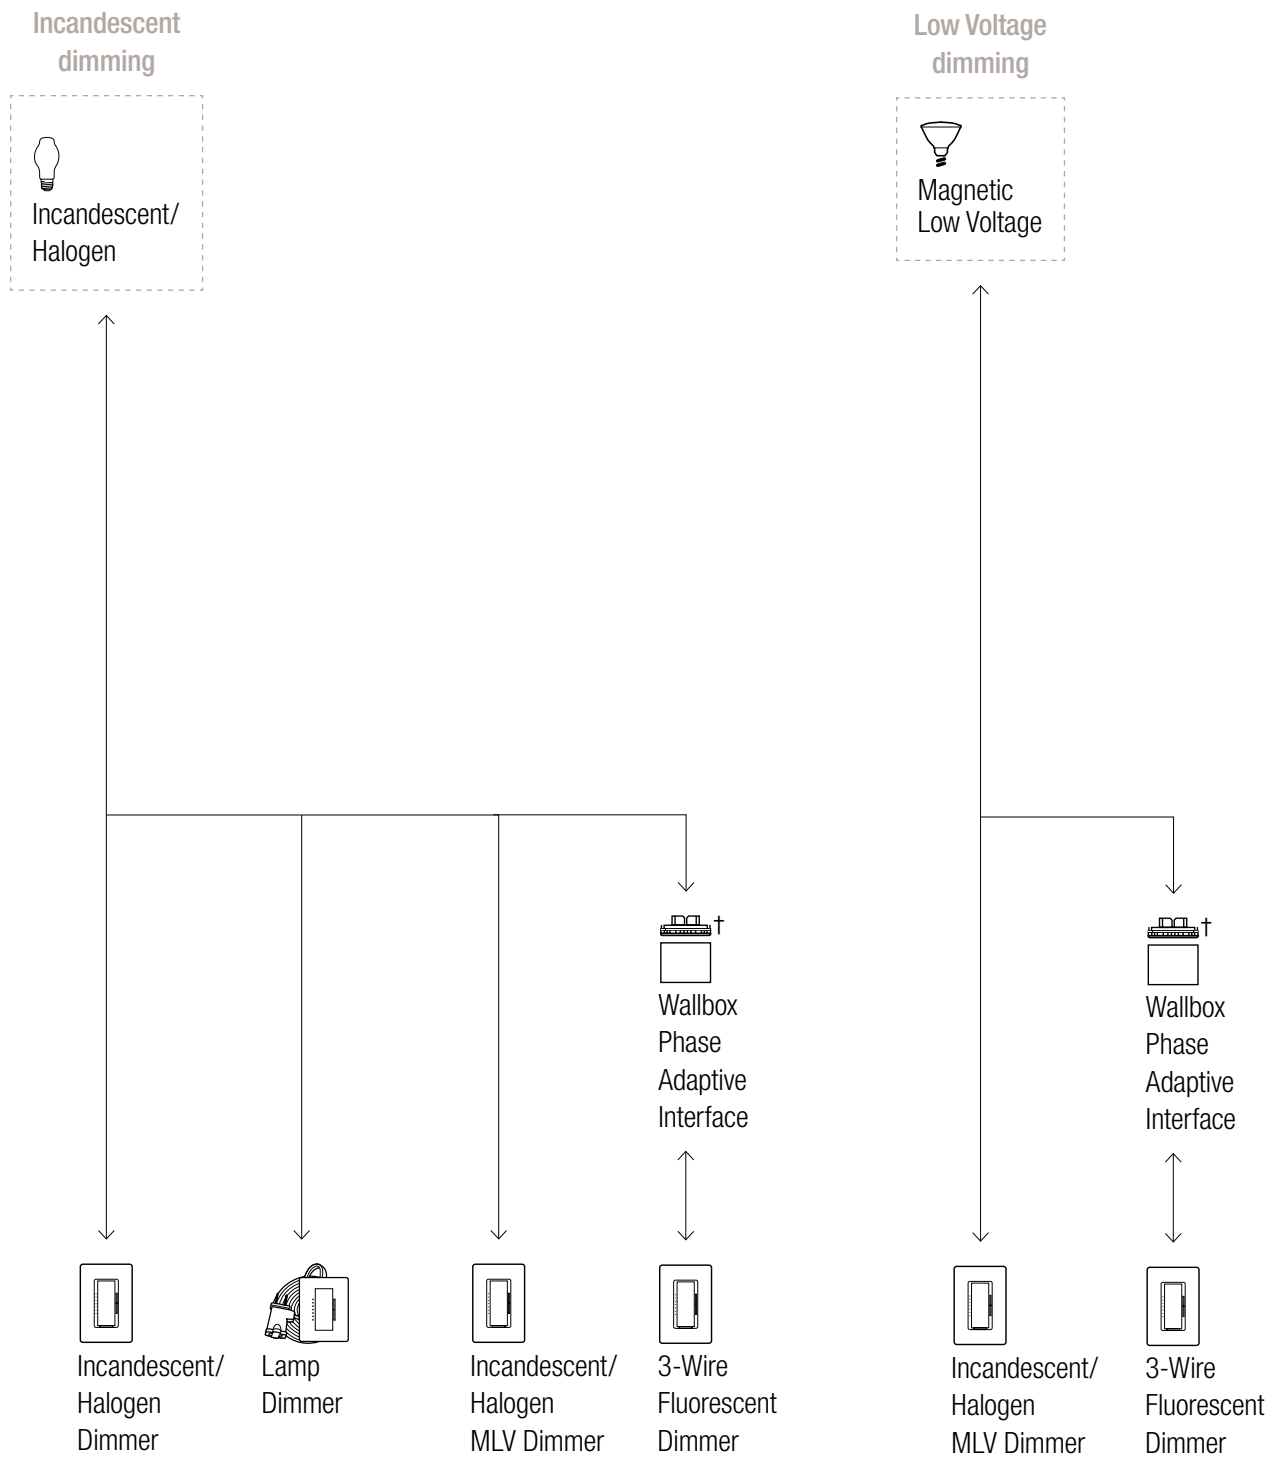 Incandescent
dimming
Incandescent/
Halogen
Low Voltage
dimming
Magnetic
Low Voltage
†
Wallbox
Phase
Adaptive
Interface
†
Wallbox
Phase
Adaptive
Interface
Incandescent/
Halogen
Dimmer
Lamp
Dimmer
Incandescent/
Halogen
MLV Dimmer
3-Wire
Fluorescent
Dimmer
Incandescent/
Halogen
MLV Dimmer
3-Wire
Fluorescent
Dimmer